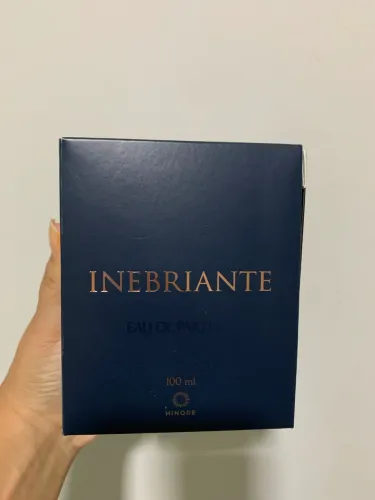 INEBRIANTE
EAU DE PARFUM
100 ml
HINODE